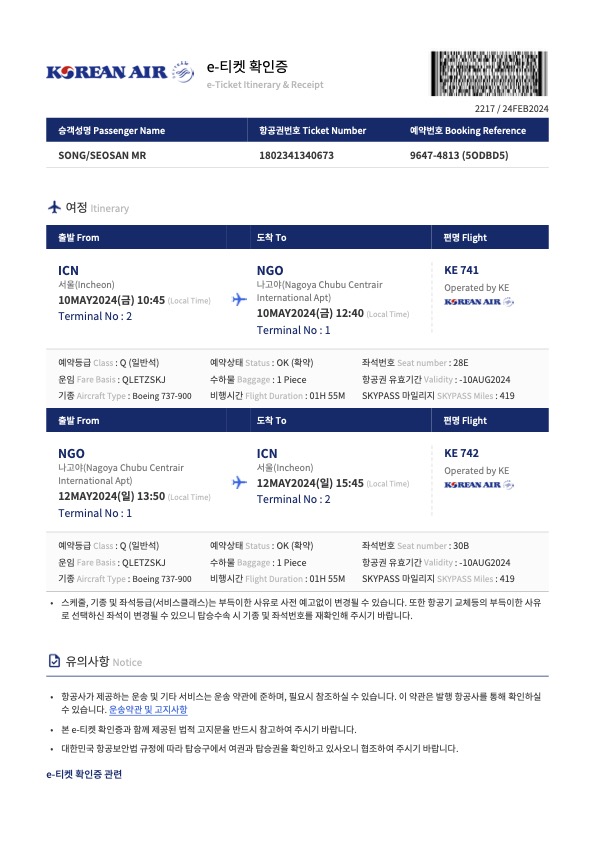 KOREAN AIR
e-티켓 확인증
e-Ticket Itinerary & Receipt
2217 / 24FEB2024
승객성명 Passenger Name 항공권번호 Ticket Number 예약번호 Booking Reference
SONG/SEOSAN MR 1802341340673 9647-4813 (5ODBD5)
여정 Itinerary
출발 From 도착 To 편명 Flight
ICN NGO KE 741
서울(Incheon) 나고야(Nagoya Chubu Centrair Operated by KE
10MAY2024(금) 10:45 (Local Time) International Apt) KOREAN AIR
Terminal No : 2 10MAY2024(금) 12:40 (Local Time)
Terminal No : 1
예약등급 Class : Q (일반석) 예약상태 Status : OK (확약) 좌석번호 Seat number : 28E
운임 Fare Basis : QLETZSKJ 수하물 Baggage : 1 Piece 항공권 유효기간 Validity : -10AUG2024
기종 Aircraft Type : Boeing 737-900 비행시간 Flight Duration : 01H 55M SKYPASS 마일리지 SKYPASS Miles : 419
출발 From 도착 To 편명 Flight
NGO ICN KE 742
나고야(Nagoya Chubu Centrair 서울(Incheon) Operated by KE
International Apt) 12MAY2024(일) 15:45 (Local Time) KOREAN AIR
12MAY2024(일) 13:50 (Local Time) Terminal No : 2
Terminal No : 1
예약등급 Class : Q (일반석) 예약상태 Status : OK (확약) 좌석번호 Seat number : 30B
운임 Fare Basis : QLETZSKJ 수하물 Baggage : 1 Piece 항공권 유효기간 Validity : -10AUG2024
기종 Aircraft Type : Boeing 737-900 비행시간 Flight Duration : 01H 55M SKYPASS 마일리지 SKYPASS Miles : 419
• 스케줄, 기종 및 좌석등급(서비스클래스)는 부득이한 사유로 사전 예고없이 변경될 수 있습니다. 또한 항공기 교체등의 부득이한 사유
로 선택하신 좌석이 변경될 수 있으니 탑승수속 시 기종 및 좌석번호를 재확인해 주시기 바랍니다.
유의사항 Notice
• 항공사가 제공하는 운송 및 기타 서비스는 운송 약관에 준하며, 필요시 참조하실 수 있습니다. 이 약관은 발행 항공사를 통해 확인하실
수 있습니다. 운송약관 및 고지사항
• 본 e-티켓 확인증과 함께 제공된 법적 고지문을 반드시 참고하여 주시기 바랍니다.
• 대한민국 항공보안법 규정에 따라 탑승구에서 여권과 탑승권을 확인하고 있사오니 협조하여 주시기 바랍니다.
e-티켓 확인증 관련